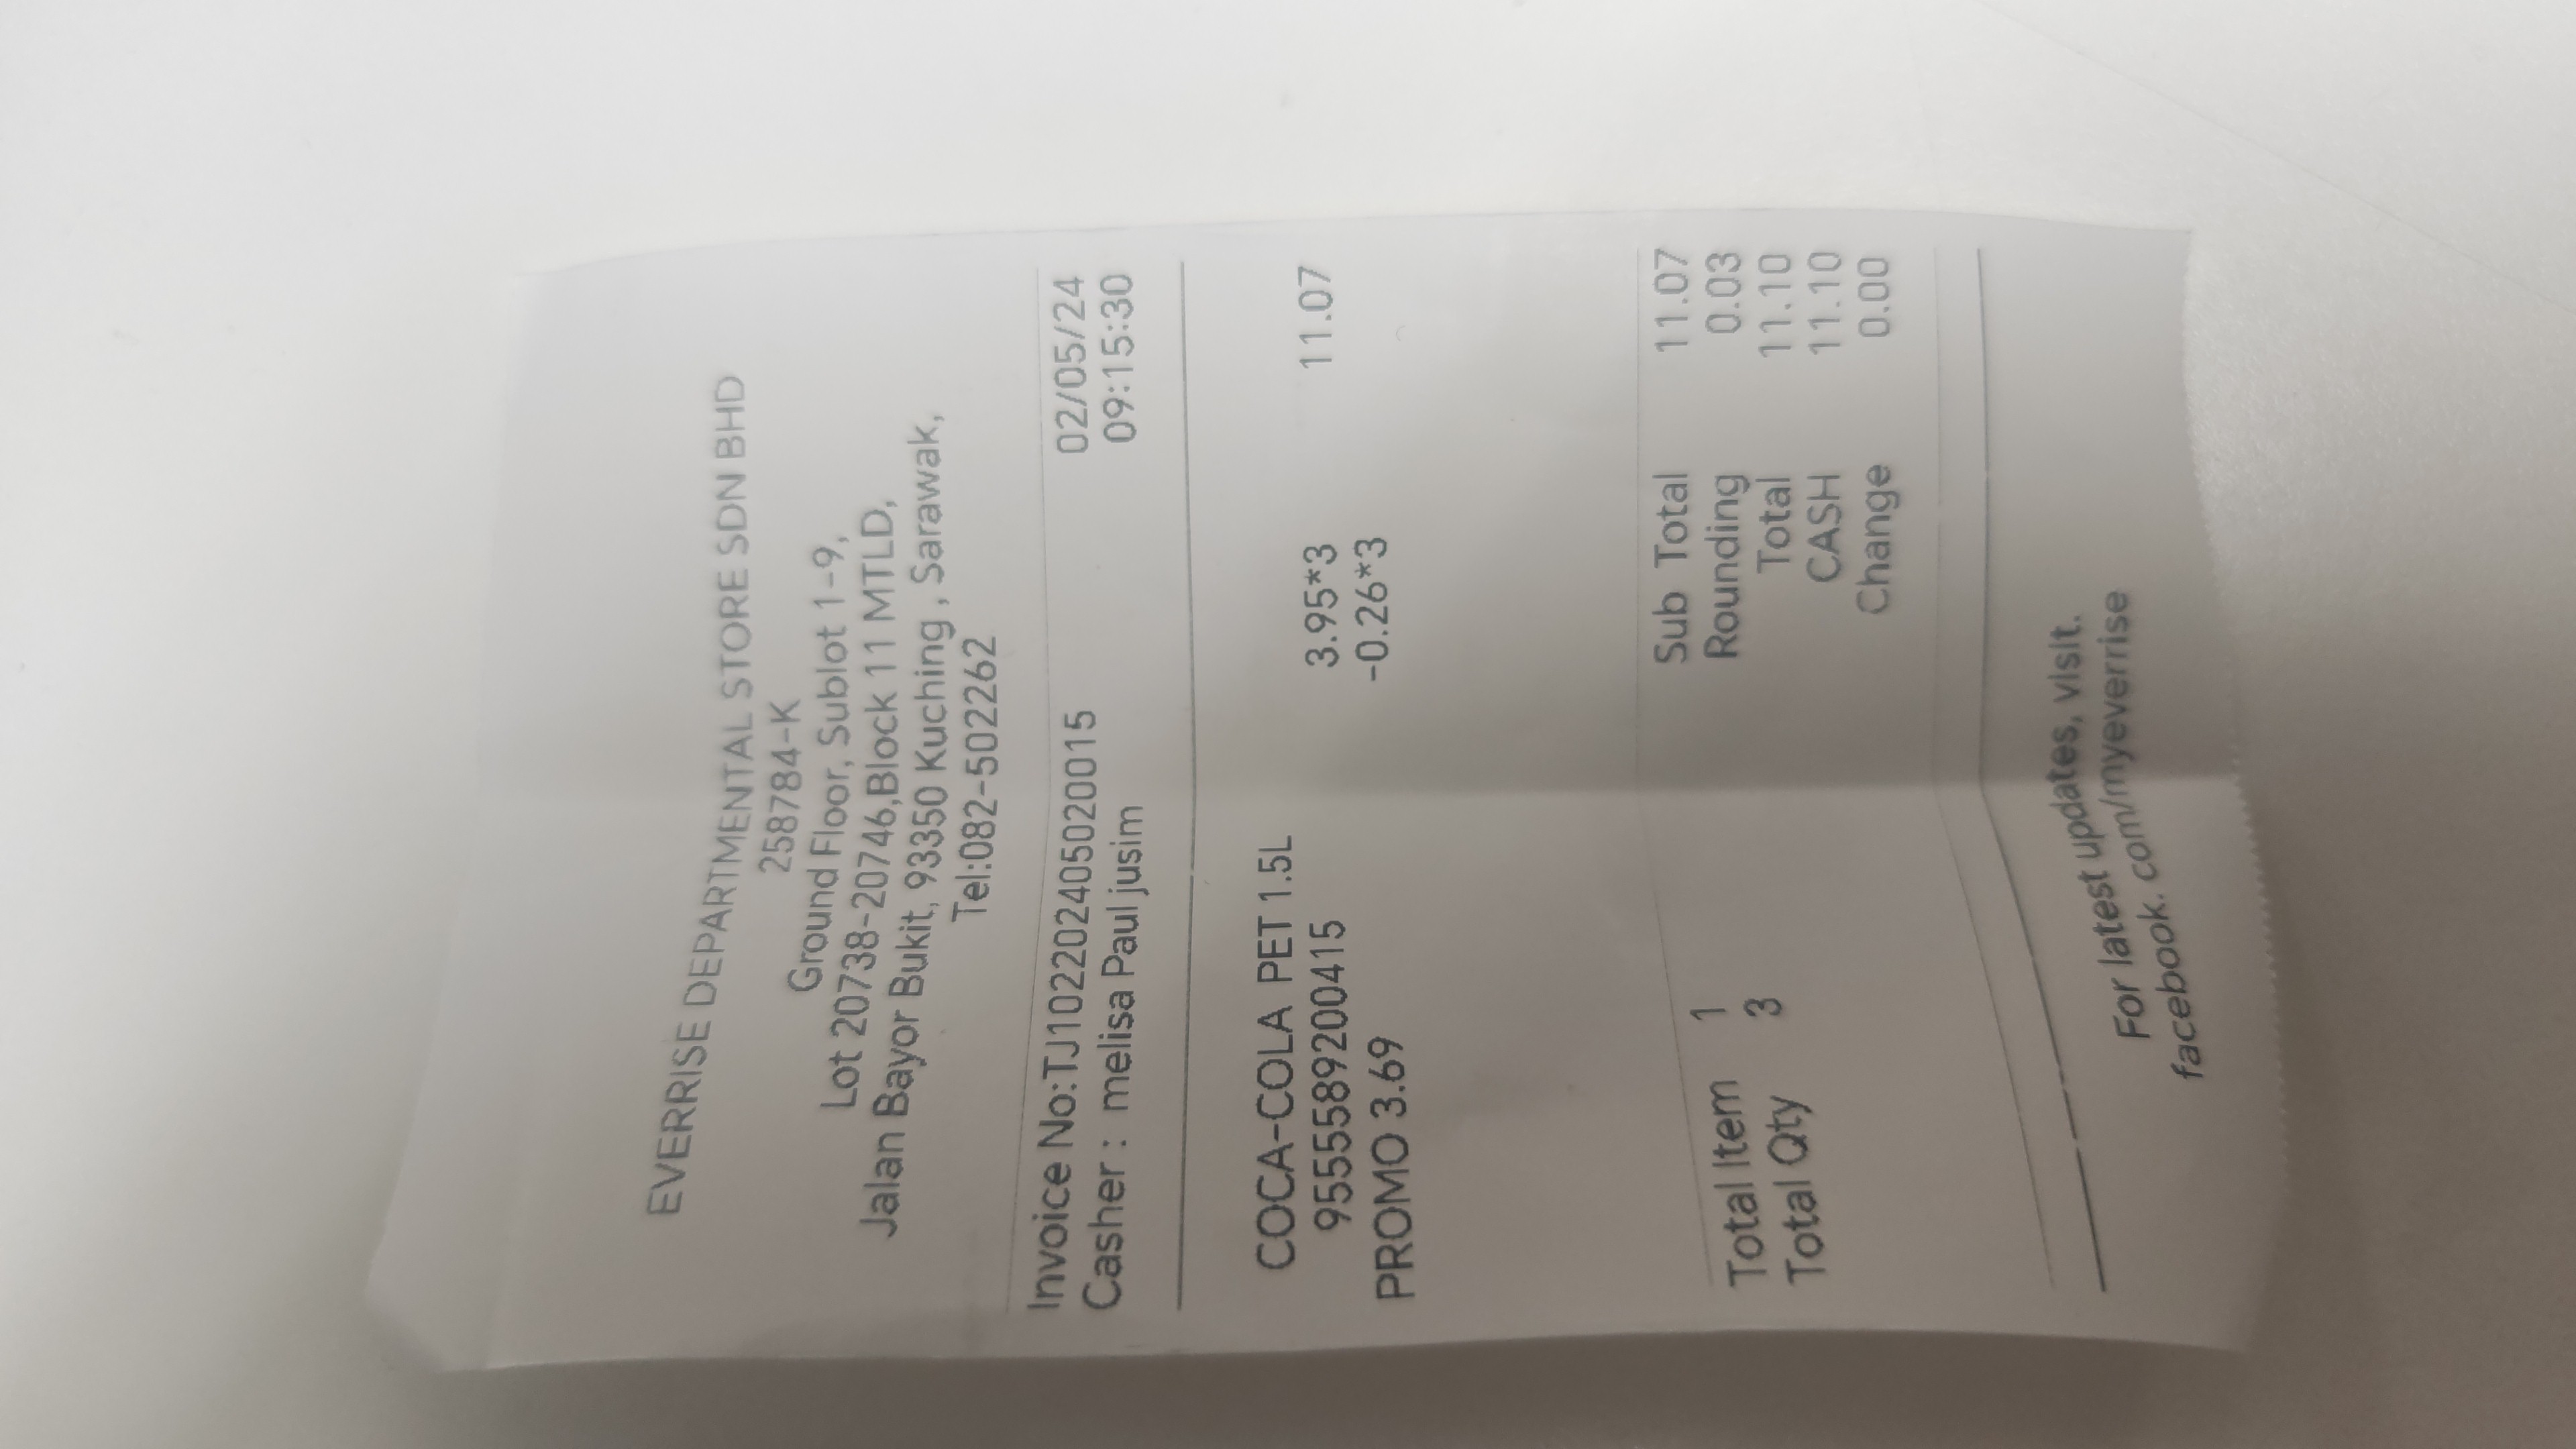 EVERRISE DEPARTMENTAL STORE SDN BHD
258784-K
Ground Floor, Sublot 1-9,
Lot 20738-20746,Block 11 MTLD,
Jalan Bayor Bukit, 93350 Kuching , Sarawak,
Tel:082-502262
Invoice No:TJ102202405020015 02/05/24
Casher : melisa Paul jusim 09:15:30
COCA-COLA PET 1.5L
9555589200415 3.95*3 11.07
PROMO 3.69 -0.26*3
Sub Total 11.07
Total Item 1 Rounding 0.03
Total Qty 3 Total 11.10
CASH 11.10
Change 0.00
For latest updates, visit.
facebook. com/myeverrise